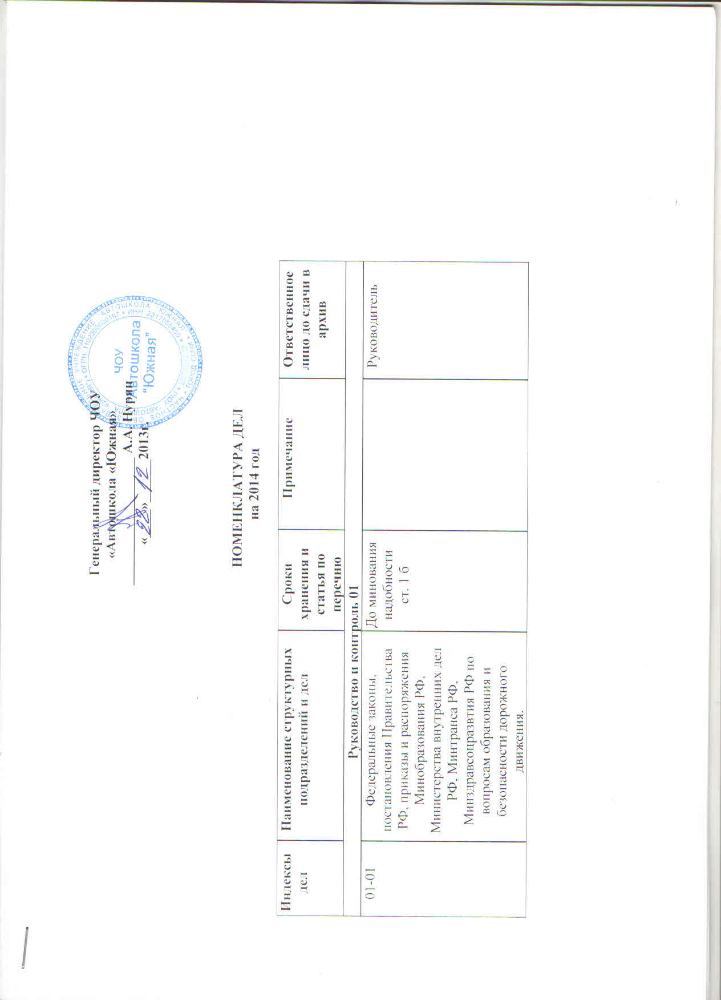 Генеральный директор ЧОУ
«Автошкола «Южная»
А.А. Нурян
«28» 12 2013г.
ЧОУ
"Автошкола
"Южная"
НОМЕНКЛАТУРА ДЕЛ
на 2014 год
Индексы
дел
Наименование структурных
подразделений и дел
Сроки
хранения и
статья по
перечню
Примечание
Ответственное
лицо до сдачи в
архив
Руководство и контроль 01
01-01
Федеральные законы,
постановления Правительства
РФ, приказы и распоряжения
Минобразования РФ,
Министерства внутренних дел
РФ, Минтранса РФ,
Минздравсоцразвтия РФ по
вопросам образования и
безопасности дорожного
движения.
До минования
надобности
ст. 1 б
Руководитель